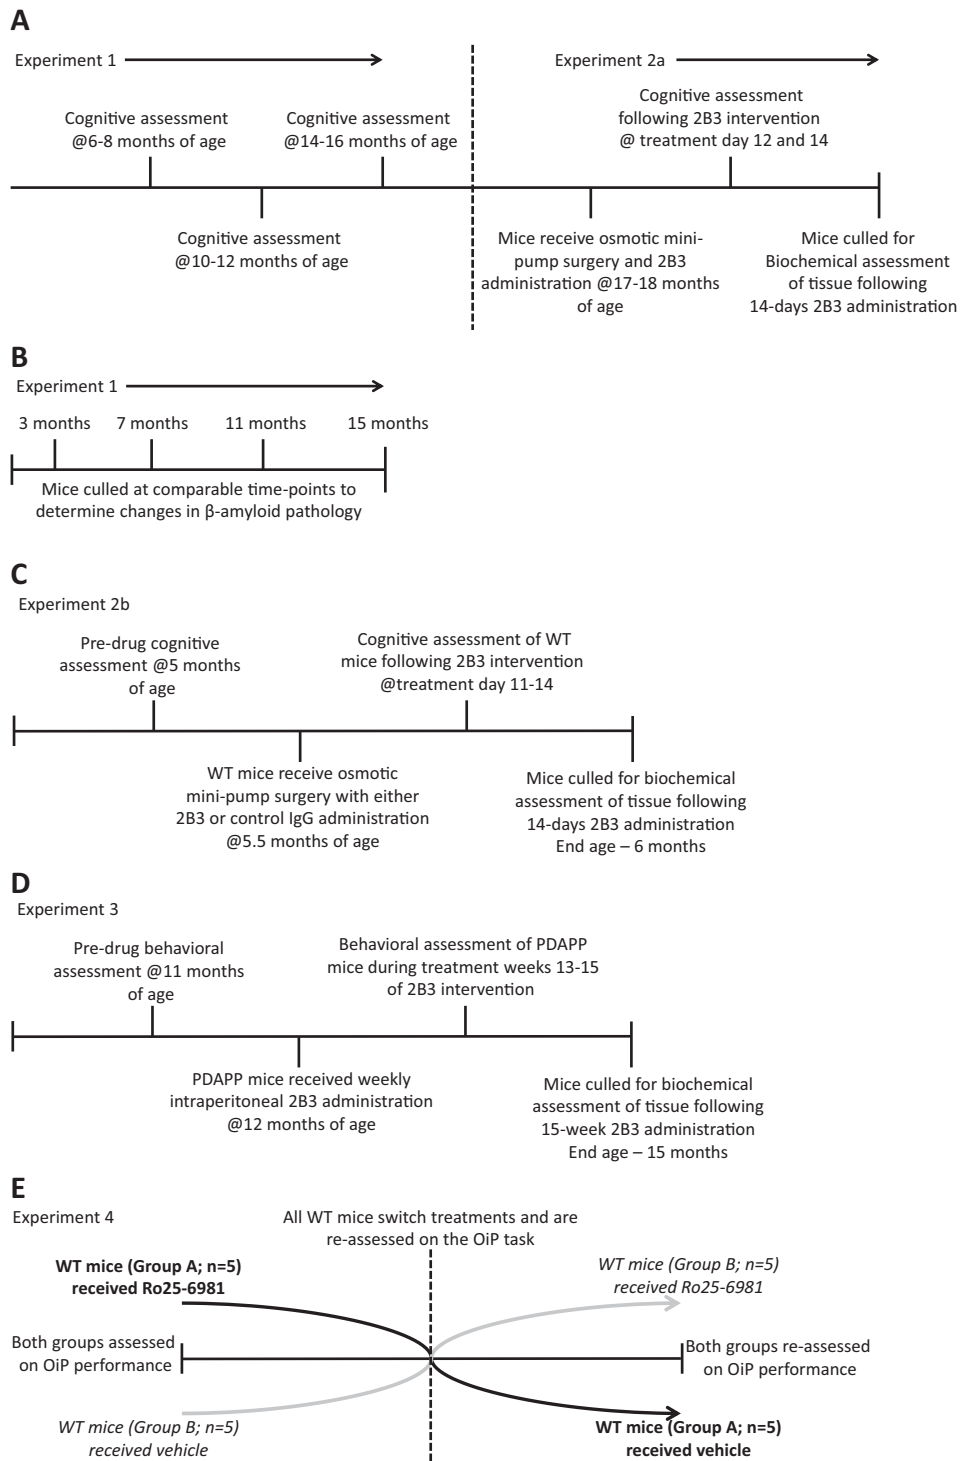 A
Experiment 1
Experiment 2a
Cognitive assessment
@6-8 months of age
Cognitive assessment
@14-16 months of age
Cognitive assessment
following 2B3 intervention
@ treatment day 12 and 14
Cognitive assessment
@10-12 months of age
Mice receive osmotic mini-
pump surgery and 2B3
administration @17-18 months
of age
Mice culled for
Biochemical assessment
of tissue following
14-days 2B3 administration
B
Experiment 1
3 months
7 months
11 months
15 months
Mice culled at comparable time-points to
determine changes in β-amyloid pathology
C
Experiment 2b
Pre-drug cognitive
assessment @5 months
of age
Cognitive assessment of WT
mice following 2B3 intervention
@treatment day 11-14
WT mice receive osmotic
mini-pump surgery with either
2B3 or control IgG administration
@5.5 months of age
Mice culled for biochemical
assessment of tissue following
14-days 2B3 administration
End age – 6 months
D
Experiment 3
Pre-drug behavioral
assessment @11 months
of age
Behavioral assessment of PDAPP
mice during treatment weeks 13-15
of 2B3 intervention
PDAPP mice received weekly
intraperitoneal 2B3 administration
@12 months of age
Mice culled for biochemical
assessment of tissue following
15-week 2B3 administration
End age – 15 months
E
Experiment 4
All WT mice switch treatments and are
re-assessed on the OiP task
WT mice (Group A; n=5)
received Ro25-6981
WT mice (Group B; n=5)
received Ro25-6981
Both groups assessed
on OiP performance
Both groups re-assessed
on OiP performance
WT mice (Group B; n=5)
received vehicle
WT mice (Group A; n=5)
received vehicle